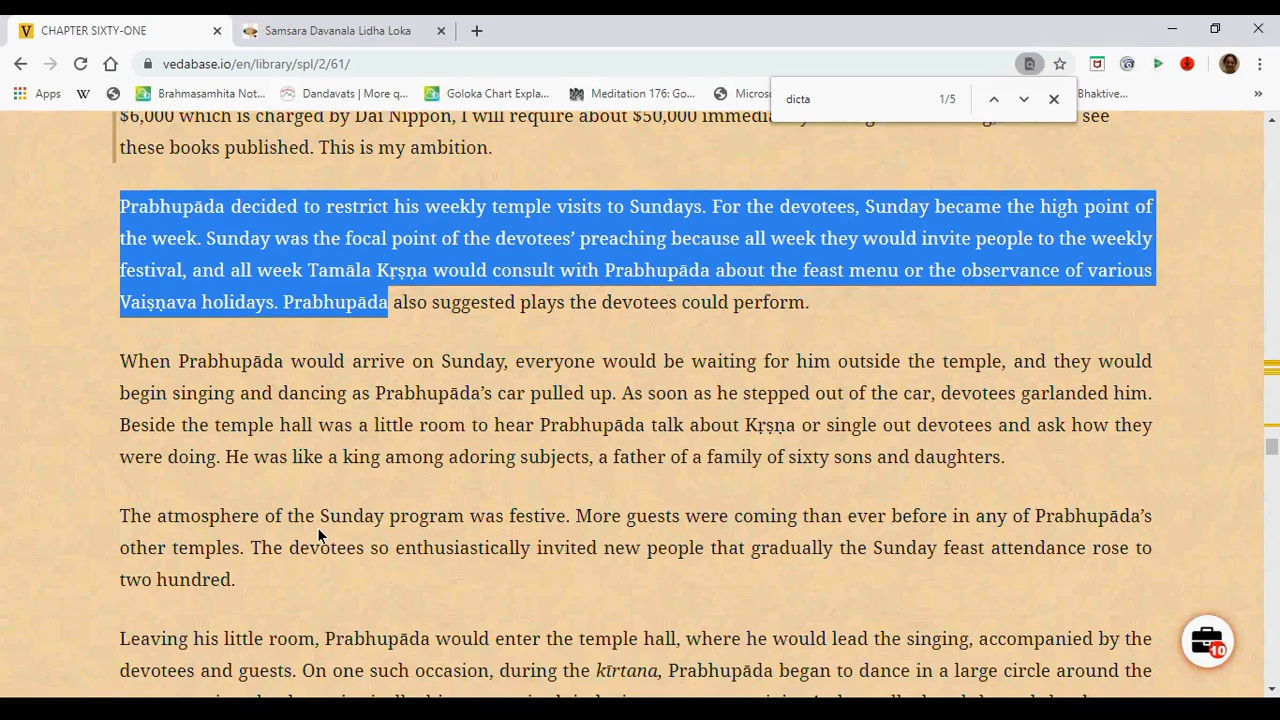 CHAPTER SIXTY-ONE
Samsara Davanala Lidha Loka
vedabase.io/en/library/spl/2/61/
Apps
Brahmasamhita Not...
Dandavats | More q...
Goloka Chart Expla...
Meditation 176: Go...
Microso
Bhaktive...
dicta 1/5
$6,000 which is charged by Dai Nippon, I will require about $50,000 see
these books published. This is my ambition.
Prabhupāda decided to restrict his weekly temple visits to Sundays. For the devotees, Sunday became the high point of
the week. Sunday was the focal point of the devotees’ preaching because all week they would invite people to the weekly
festival, and all week Tamāla Kṛṣṇa would consult with Prabhupāda about the feast menu or the observance of various
Vaiṣṇava holidays. Prabhupāda also suggested plays the devotees could perform.
When Prabhupāda would arrive on Sunday, everyone would be waiting for him outside the temple, and they would
begin singing and dancing as Prabhupāda’s car pulled up. As soon as he stepped out of the car, devotees garlanded him.
Beside the temple hall was a little room to hear Prabhupāda talk about Kṛṣṇa or single out devotees and ask how they
were doing. He was like a king among adoring subjects, a father of a family of sixty sons and daughters.
The atmosphere of the Sunday program was festive. More guests were coming than ever before in any of Prabhupāda’s
other temples. The devotees so enthusiastically invited new people that gradually the Sunday feast attendance rose to
two hundred.
Leaving his little room, Prabhupāda would enter the temple hall, where he would lead the singing, accompanied by the
devotees and guests. On one such occasion, during the kīrtana, Prabhupāda began to dance in a large circle around the
10